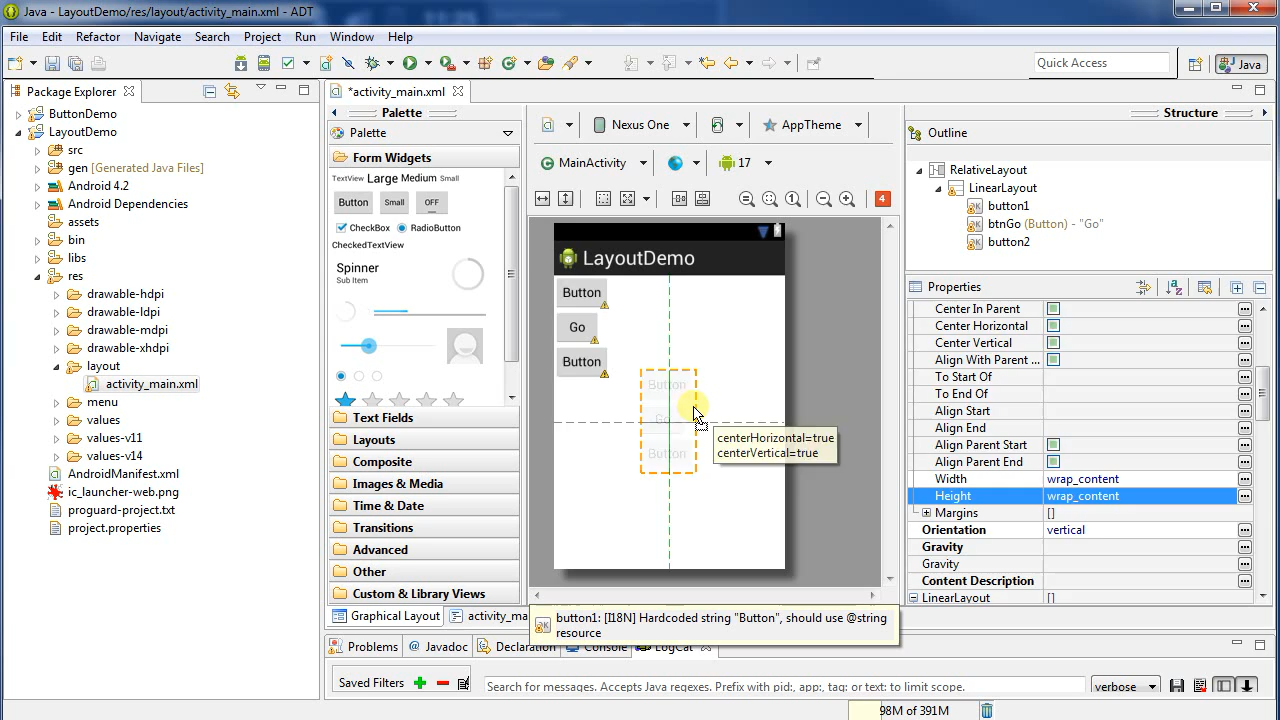 Java - LayoutDemo/res/layout/activity_main.xml - ADT
File Edit Refactor Navigate Search Project Run Window Help
Quick Access
Java
Package Explorer
ButtonDemo
LayoutDemo
src
gen [Generated Java Files]
Android 4.2
Android Dependencies
assets
bin
libs
res
drawable-hdpi
drawable-ldpi
drawable-mdpi
drawable-xhdpi
layout
activity_main.xml
menu
values
values-v11
values-v14
AndroidManifest.xml
ic_launcher-web.png
proguard-project.txt
project.properties
*activity_main.xml
Palette
Palette
Form Widgets
TextView Large Medium Small
Button Small OFF
CheckBox RadioButton
CheckedTextView
Spinner
Sub Item
Text Fields
Layouts
Composite
Images & Media
Time & Date
Transitions
Advanced
Other
Custom & Library Views
Graphical Layout activity_ma
Nexus One AppTheme
MainActivity 17
4
LayoutDemo
Button
Go
Button
Button
Go
Button
centerHorizontal=true
centerVertical=true
button1: [I18N] Hardcoded string "Button", should use @string
resource
Structure
Outline
RelativeLayout
LinearLayout
button1
btnGo (Button) - "Go"
button2
Properties
Center In Parent
Center Horizontal
Center Vertical
Align With Parent ...
To Start Of
To End Of
Align Start
Align End
Align Parent Start
Align Parent End
Width wrap_content
Height wrap_content
Margins []
Orientation vertical
Gravity
Gravity
Content Description
LinearLayout []
Problems Javadoc Declaration Console LogCat
Saved Filters
Search for messages. Accepts Java regexes. Prefix with pid:, app:, tag: or text: to limit scope.
verbose
98M of 391M